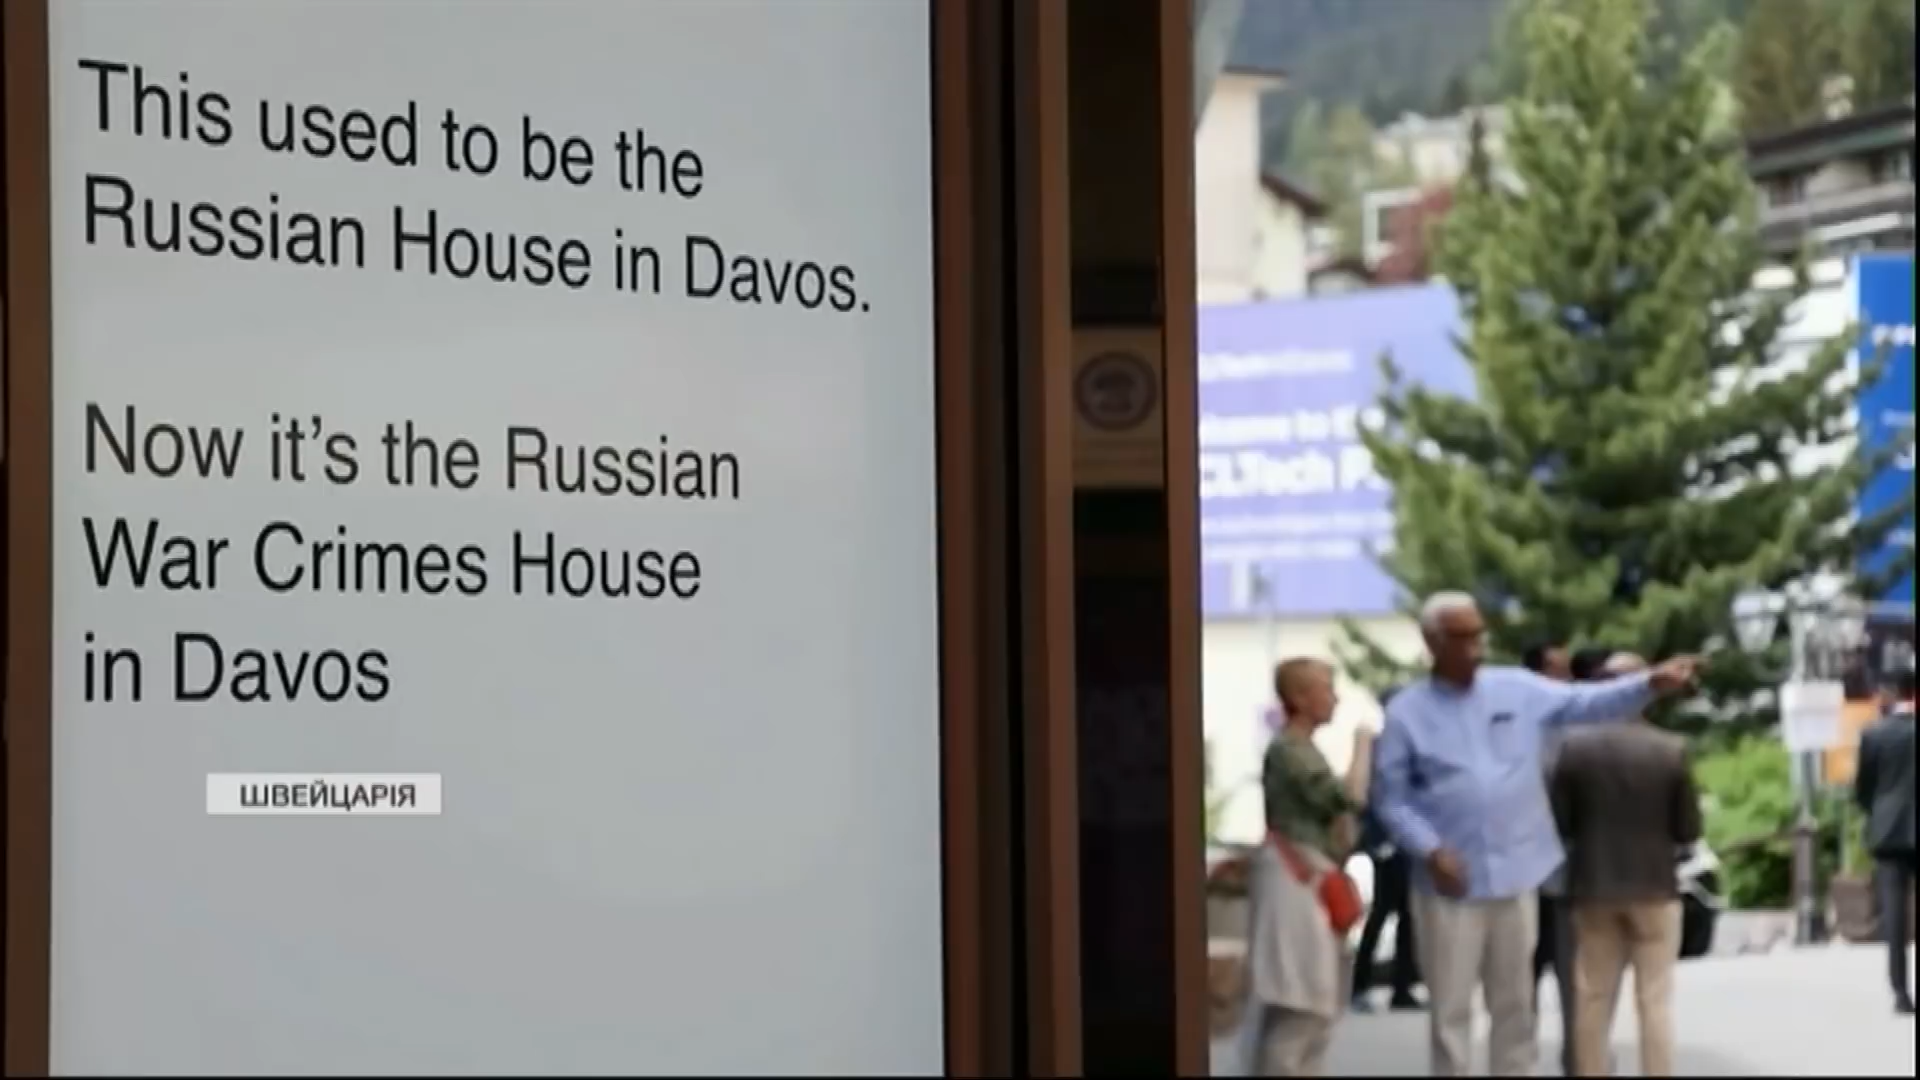 This used to be the
Russian House in Davos.
Now it's the Russian
War Crimes House
in Davos
ШВЕЙЦАРІЯ